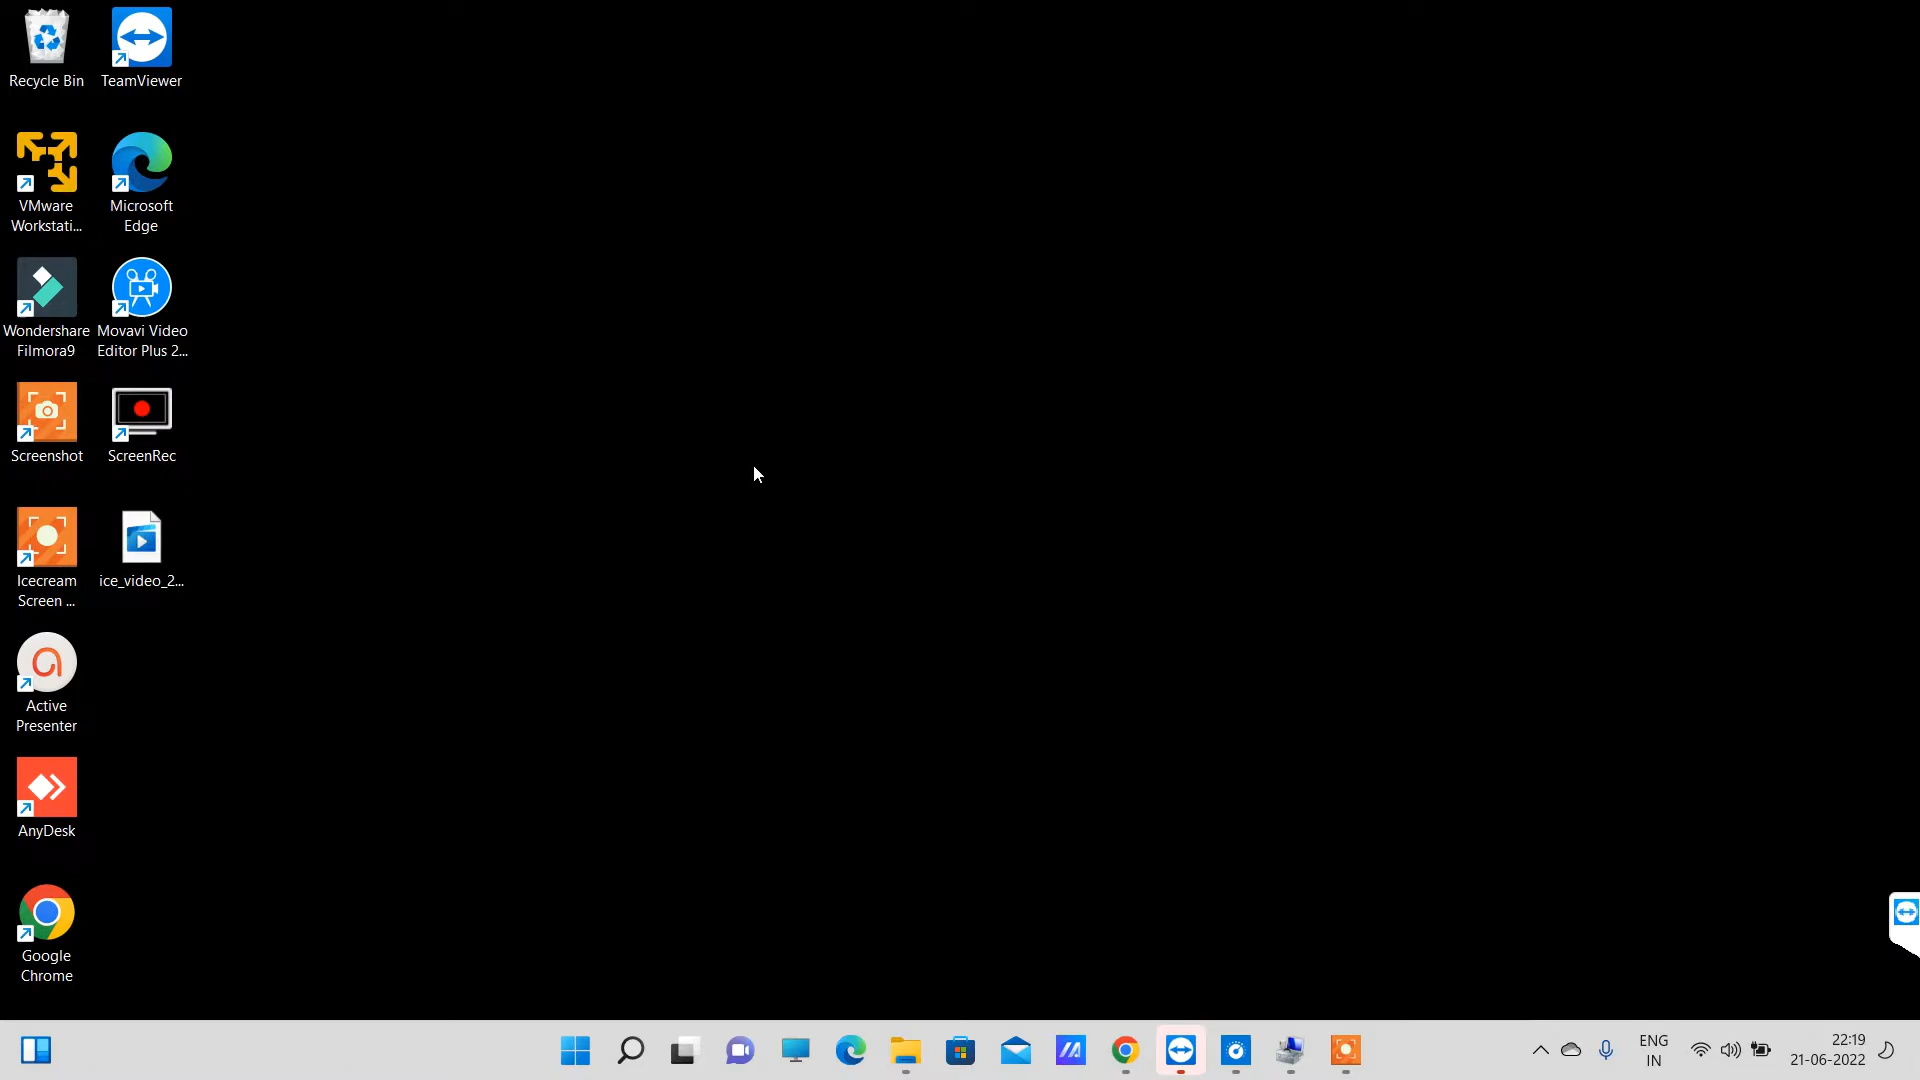 Recycle Bin
TeamViewer
VMware
Workstati...
Microsoft
Edge
Wondershare
Filmora9
Movavi Video
Editor Plus 2...
Screenshot
ScreenRec
Icecream
Screen ...
ice_video_2...
Active
Presenter
AnyDesk
Google
Chrome
ENG
IN
22:19
21-06-2022